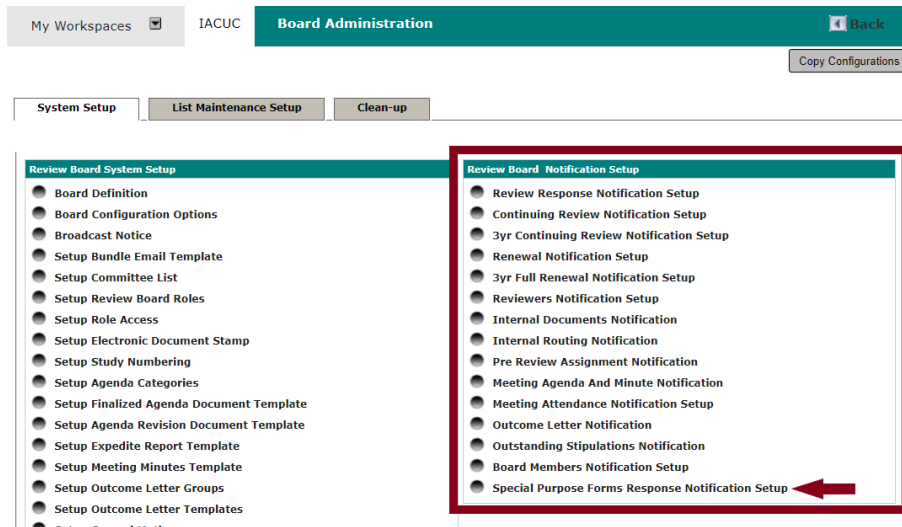 My Workspaces IACUC Board Administration Back
Copy Configurations
System Setup List Maintenance Setup Clean-up
Review Board System Setup
Board Definition
Board Configuration Options
Broadcast Notice
Setup Bundle Email Template
Setup Committee List
Setup Review Board Roles
Setup Role Access
Setup Electronic Document Stamp
Setup Study Numbering
Setup Agenda Categories
Setup Finalized Agenda Document Template
Setup Agenda Revision Document Template
Setup Expedite Report Template
Setup Meeting Minutes Template
Setup Outcome Letter Groups
Setup Outcome Letter Templates
Review Board Notification Setup
Review Response Notification Setup
Continuing Review Notification Setup
3yr Continuing Review Notification Setup
Renewal Notification Setup
3yr Full Renewal Notification Setup
Reviewers Notification Setup
Internal Documents Notification
Internal Routing Notification
Pre Review Assignment Notification
Meeting Agenda And Minute Notification
Meeting Attendance Notification Setup
Outcome Letter Notification
Outstanding Stipulations Notification
Board Members Notification Setup
Special Purpose Forms Response Notification Setup